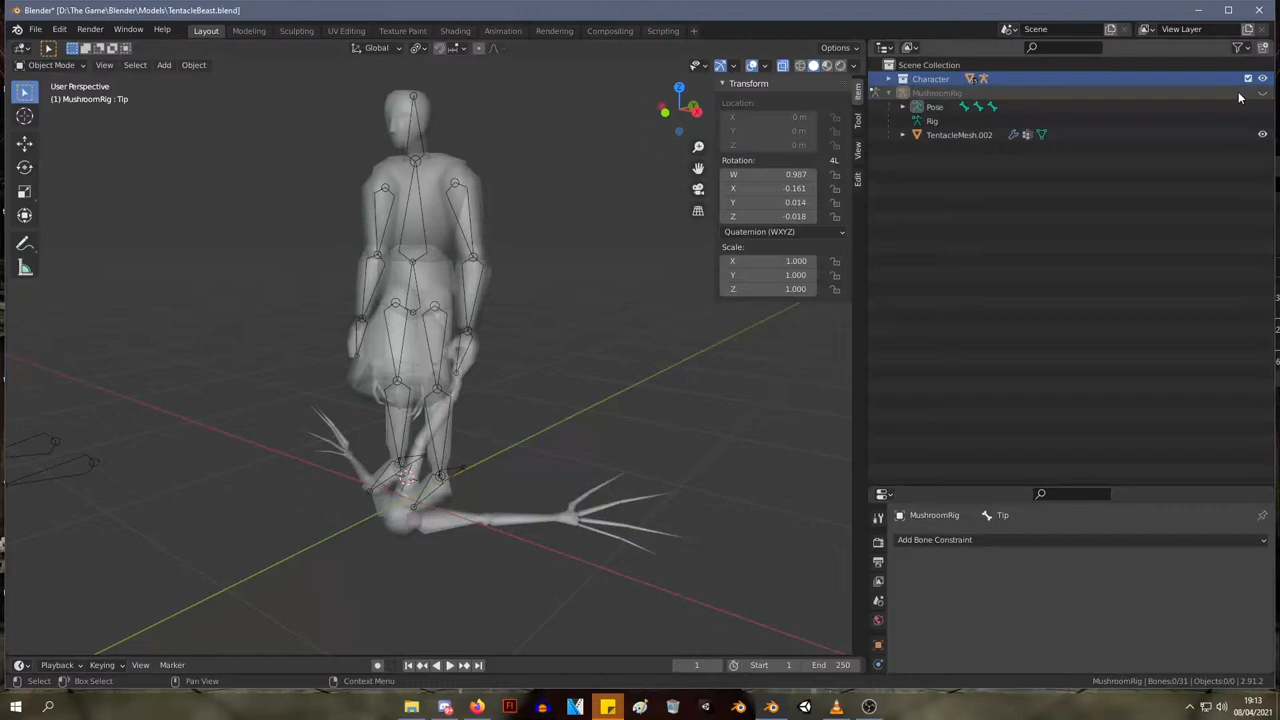 Blender* [D:\The Game\Blender\Models\TentacleBeast.blend]
File Edit Render Window Help Layout Modeling Sculpting UV Editing Texture Paint Shading Animation Rendering Compositing Scripting + Scene View Layer
Global Options
Object Mode View Select Add Object
User Perspective
(1) MushroomRig : Tip
Transform
Location:
X 0 m
Y 0 m
Z 0 m
Rotation: 4L
W 0.987
X -0.161
Y 0.014
Z -0.018
Quaternion (WXYZ)
Scale:
X 1.000
Y 1.000
Z 1.000
Item
Tool
View
Edit
Scene Collection
Character
MushroomRig
Pose
Rig
TentacleMesh.002
MushroomRig Tip
Add Bone Constraint
Playback Keying View Marker 1 Start 1 End 250
Select Box Select Pan View Context Menu MushroomRig | Bones:0/31 | Objects:0/0 | 2.91.2
19:13
08/04/2021